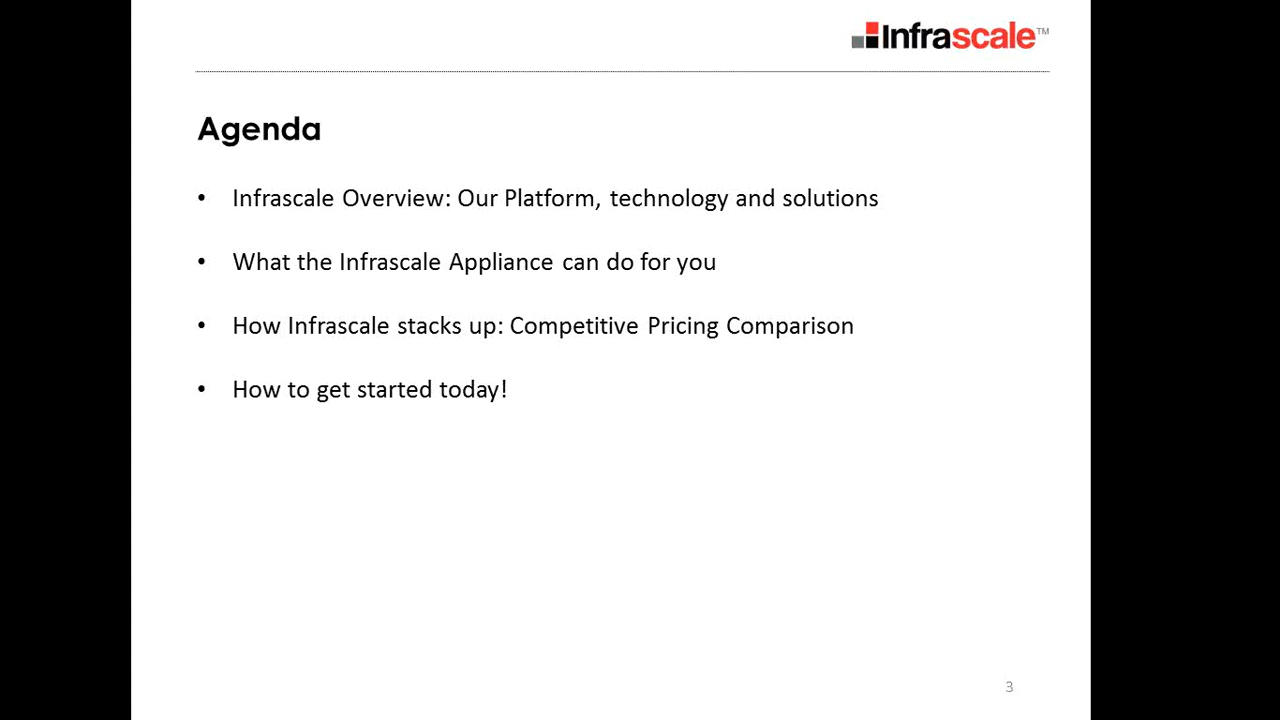 Infrascale™
Agenda
• Infrascale Overview: Our Platform, technology and solutions
• What the Infrascale Appliance can do for you
• How Infrascale stacks up: Competitive Pricing Comparison
• How to get started today!
3